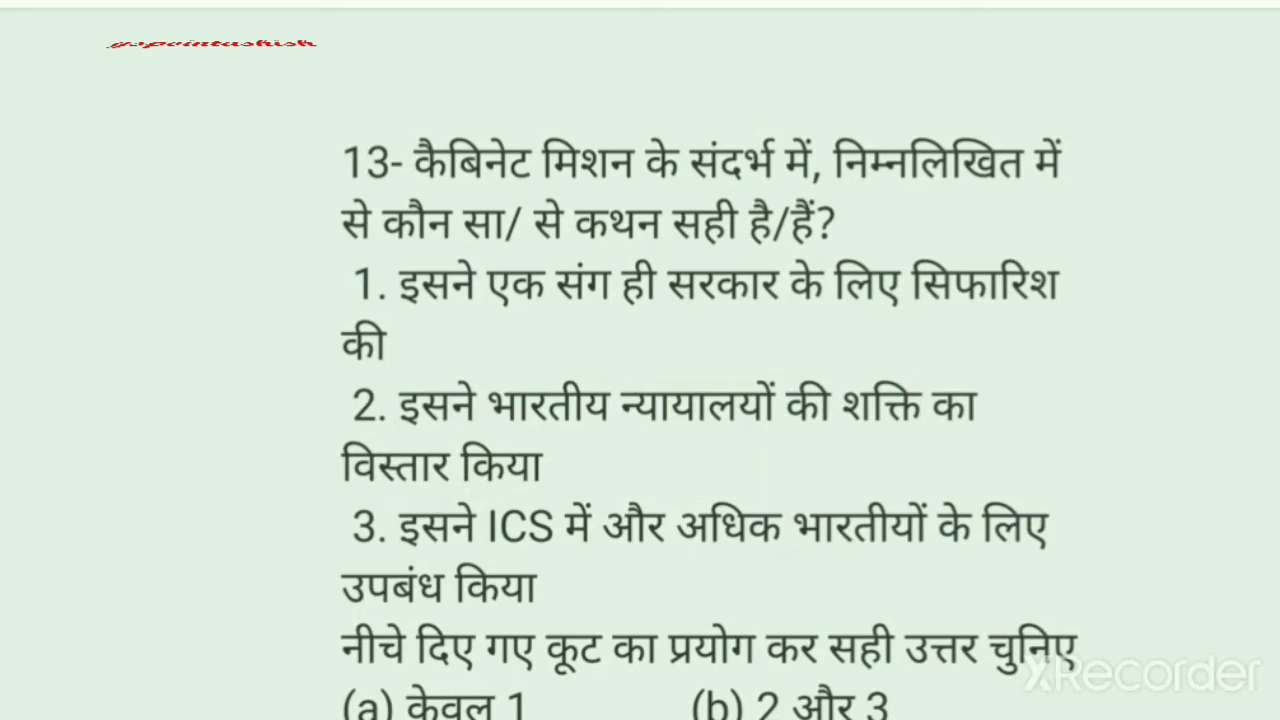 gspointashish
13- कैबिनेट मिशन के संदर्भ में, निम्नलिखित में
से कौन सा/ से कथन सही है/हैं?
1. इसने एक संग ही सरकार के लिए सिफारिश
की
2. इसने भारतीय न्यायालयों की शक्ति का
विस्तार किया
3. इसने ICS में और अधिक भारतीयों के लिए
उपबंध किया
नीचे दिए गए कूट का प्रयोग कर सही उत्तर चुनिए
XRecorder
(a) केवल 1 (b) 2 और 3